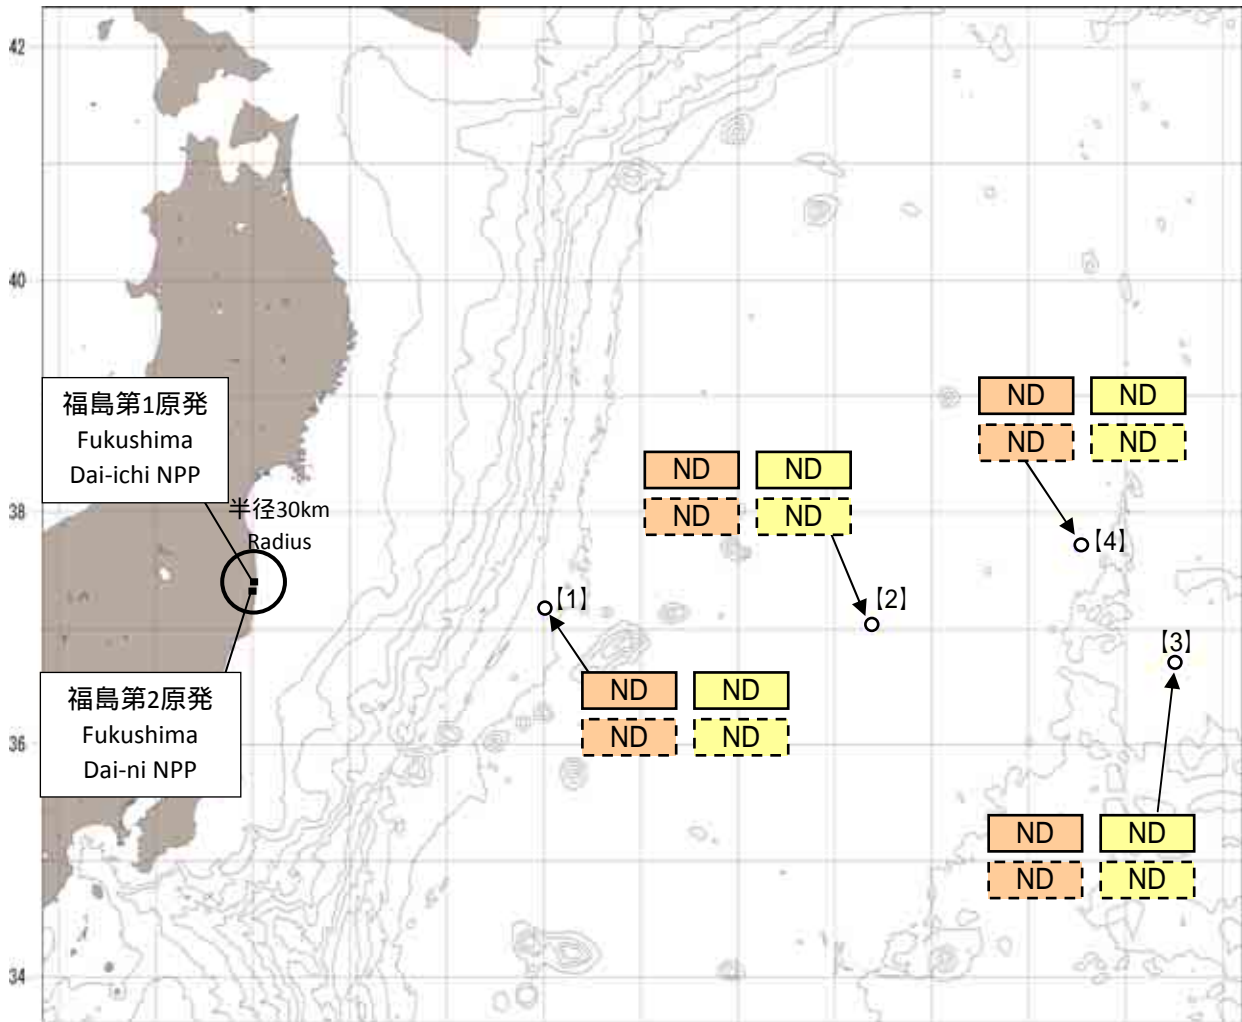 42
40
38
36
34
福島第1原発
Fukushima
Dai-ichi NPP
半径30km
Radius
福島第2原発
Fukushima
Dai-ni NPP
ND ND
ND ND
【4】
ND ND
ND ND
【2】
【1】
ND ND
ND ND
【3】
ND ND
ND ND